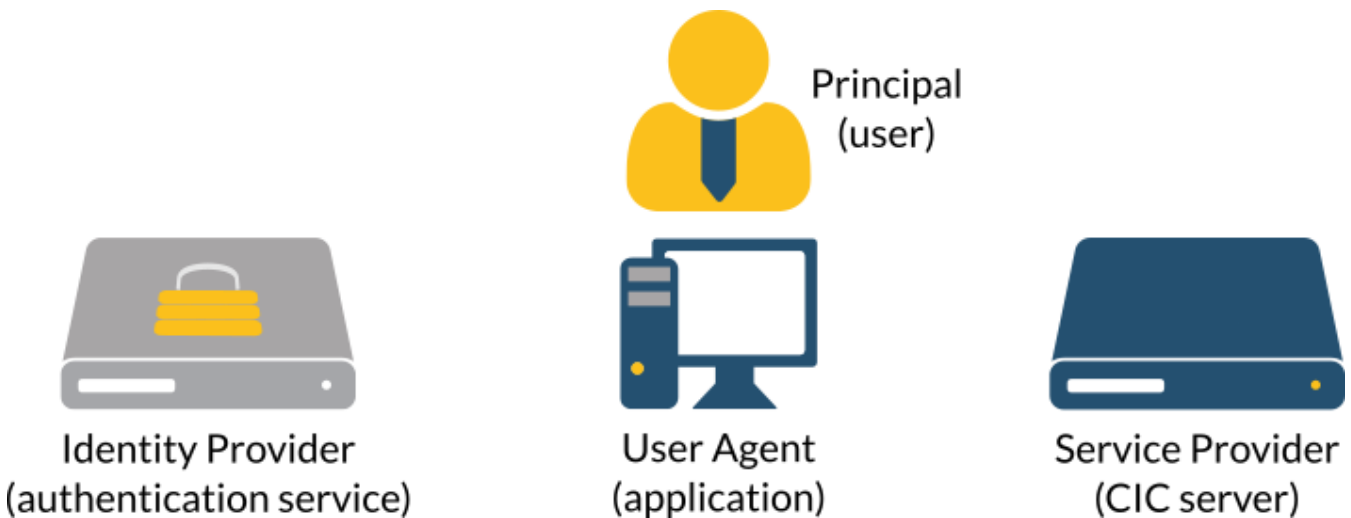 Principal
(user)
Identity Provider
(authentication service)
User Agent
(application)
Service Provider
(CIC server)